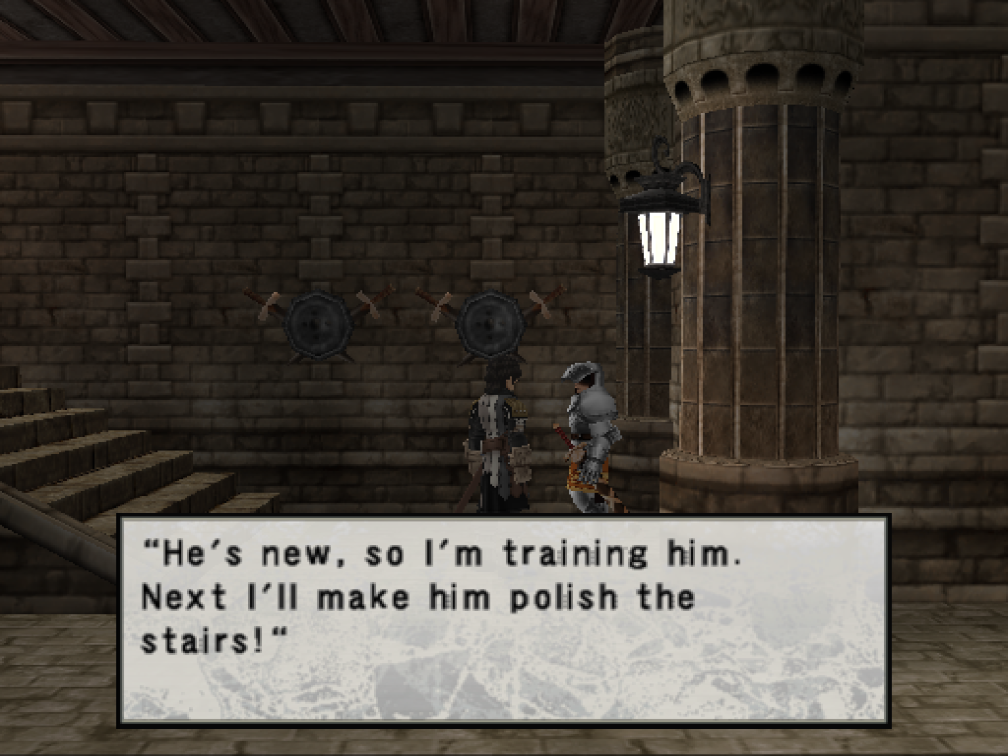 “He's new, so I'm training him.
Next I'll make him polish the
stairs!“